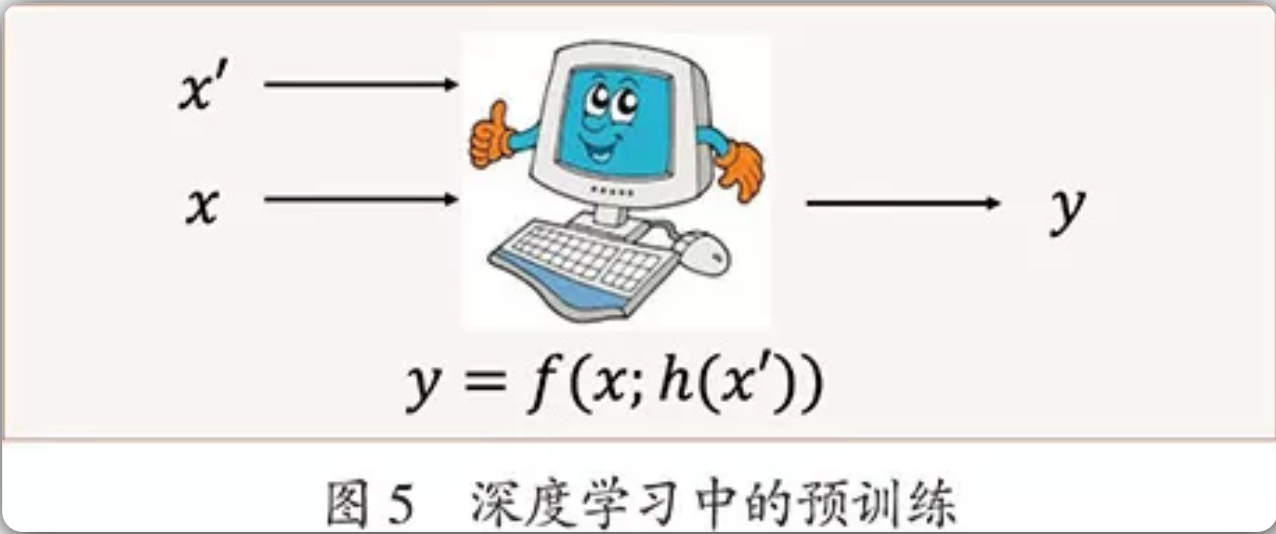 x′
x
y
y = f(x; h(x′))
图 5 深度学习中的预训练